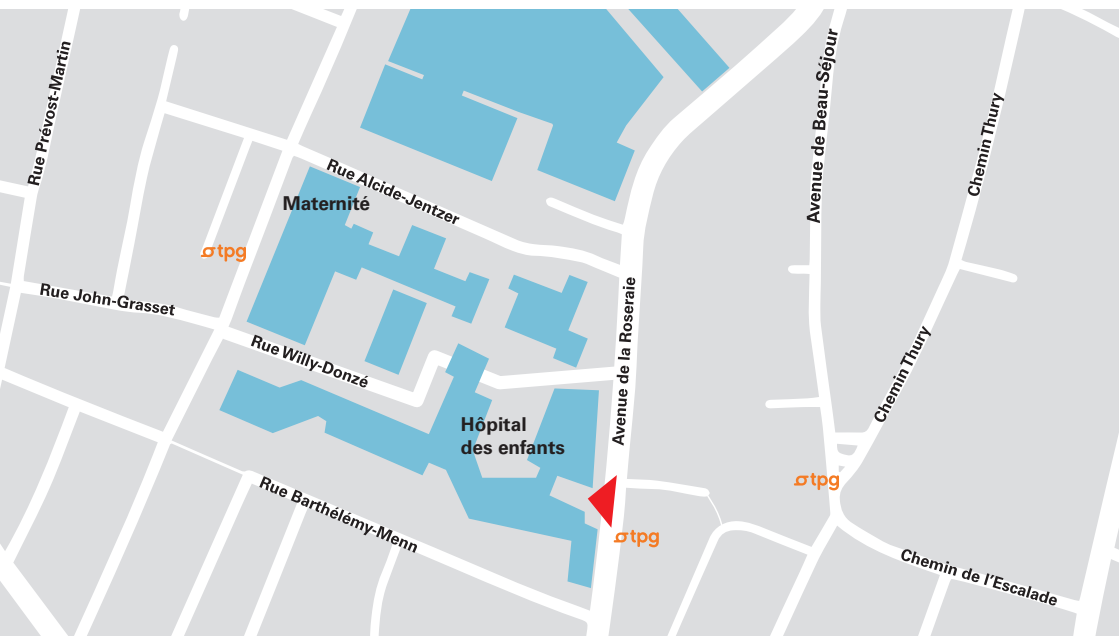 Rue Prévost-Martin
Avenue de Beau-Séjour
Chemin Thury
Rue Alcide-Jentzer
Maternité
tpg
Rue John-Grasset
Avenue de la Roseraie
Rue Willy-Donzé
Chemin Thury
Hôpital
des enfants
tpg
Rue Barthélémy-Menn
tpg
Chemin de l'Escalade